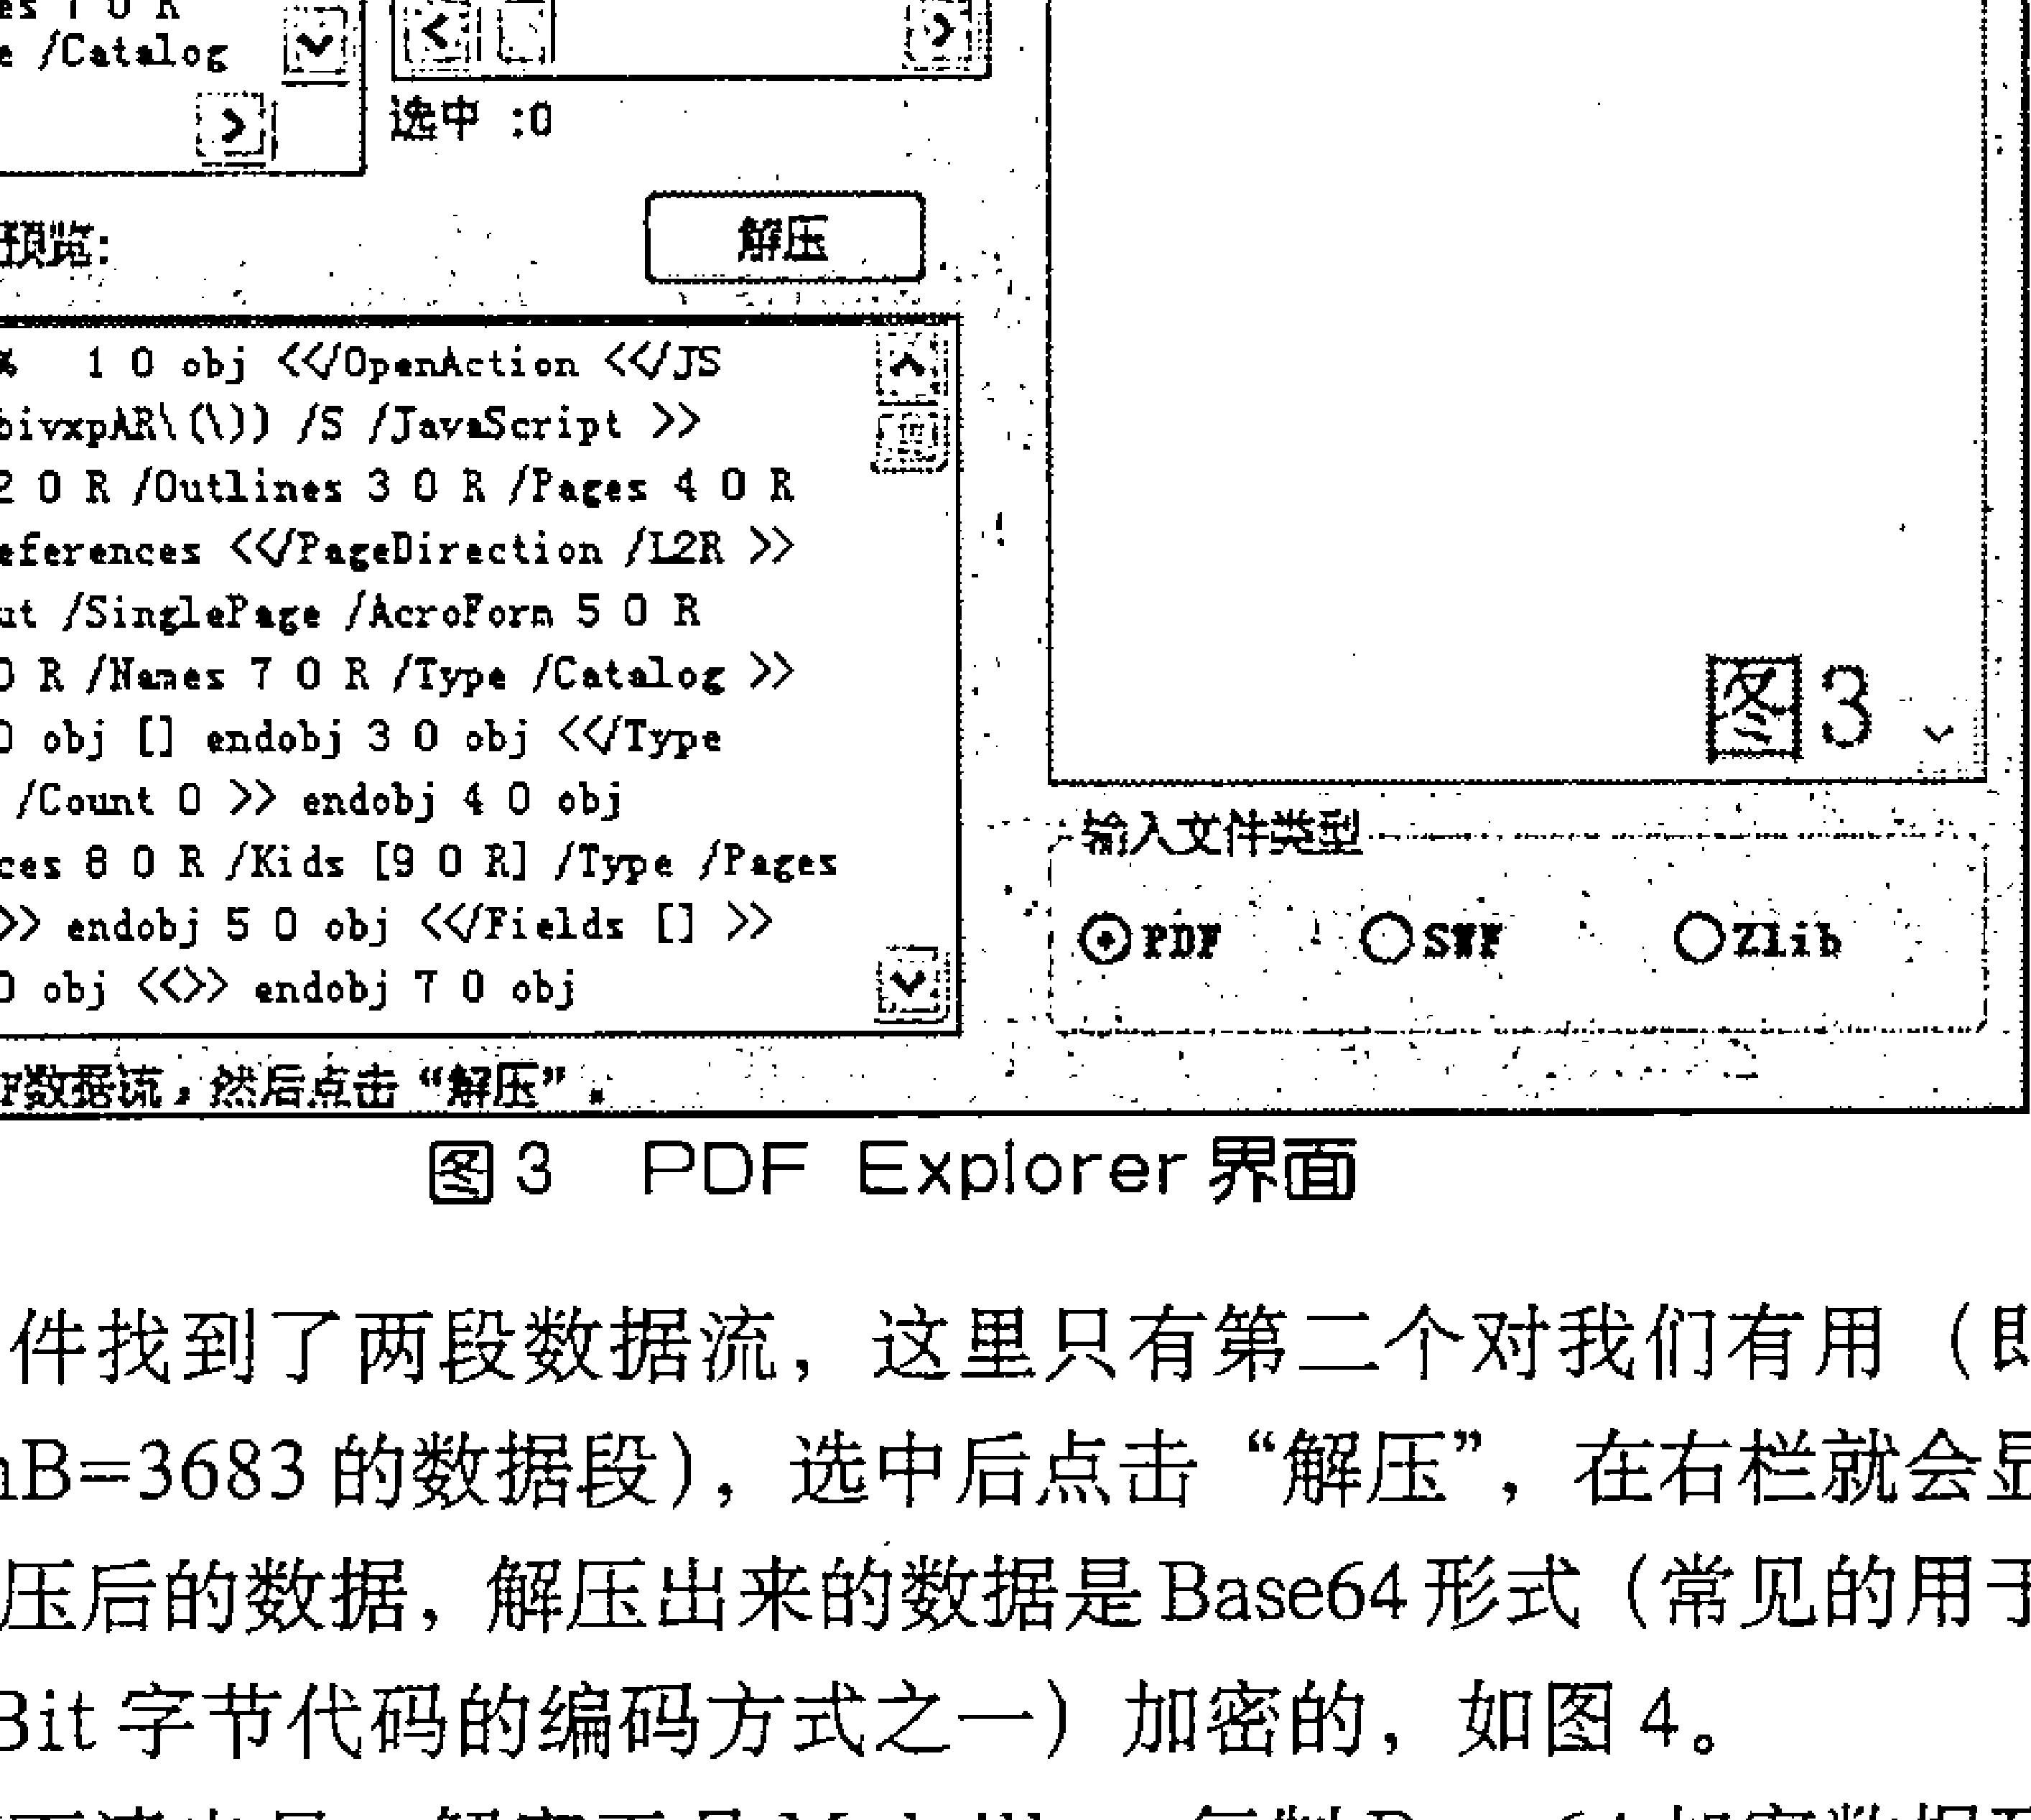 e /Catalog
选中 :0
预览:
解压
% 1 0 obj <</OpenAction <</JS
bivxpAR\(\)) /S /JavaScript >>
2 0 R /Outlines 3 0 R /Pages 4 0 R
eferences <</PageDirection /L2R >>
ut /SinglePage /AcroForm 5 0 R
0 R /Names 7 0 R /Type /Catalog >>
0 obj [] endobj 3 0 obj <</Type
/Count 0 >> endobj 4 0 obj
ces 8 0 R /Kids [9 0 R] /Type /Pages
>> endobj 5 0 obj <</Fields [] >>
0 obj <<>> endobj 7 0 obj
图3
输入文件类型
PDF SWF Zlib
F数据流，然后点击“解压”.
图3 PDF Explorer界面
件找到了两段数据流，这里只有第二个对我们有用（即
nB=3683的数据段），选中后点击“解压”，在右栏就会显
压后的数据，解压出来的数据是Base64形式（常见的用于
Bit字节代码的编码方式之一）加密的，如图4。